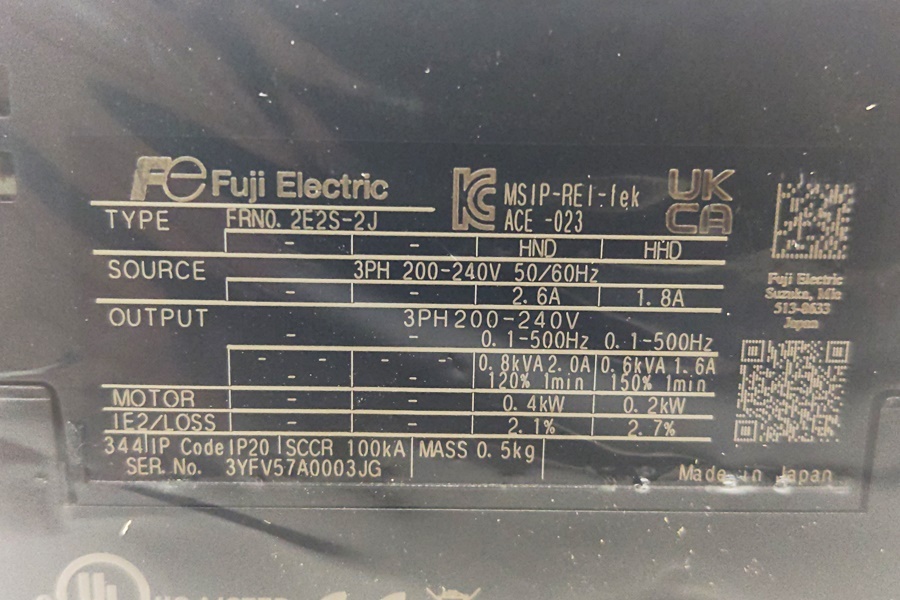 Fe Fuji Electric
MSIP-REI-fek
ACE -023
UK
CA
TYPE FRN0. 2E2S-2J
- - HND HHD
SOURCE 3PH 200-240V 50/60Hz
- - 2. 6A 1. 8A
OUTPUT 3PH 200-240V
- - 0. 1-500Hz 0. 1-500Hz
- - - - 0. 8kVA 2. 0A 0. 6kVA 1. 6A
120% 1min 150% 1min
MOTOR - - 0. 4kW 0. 2kW
IE2/LOSS - - 2. 1% 2. 7%
344 IP Code IP20 SCCR 100kA MASS 0. 5kg
SER. No. 3YFV57A0003JG
Fuji Electric
Suzuka, Mie
513-8633
Japan
Made in Japan